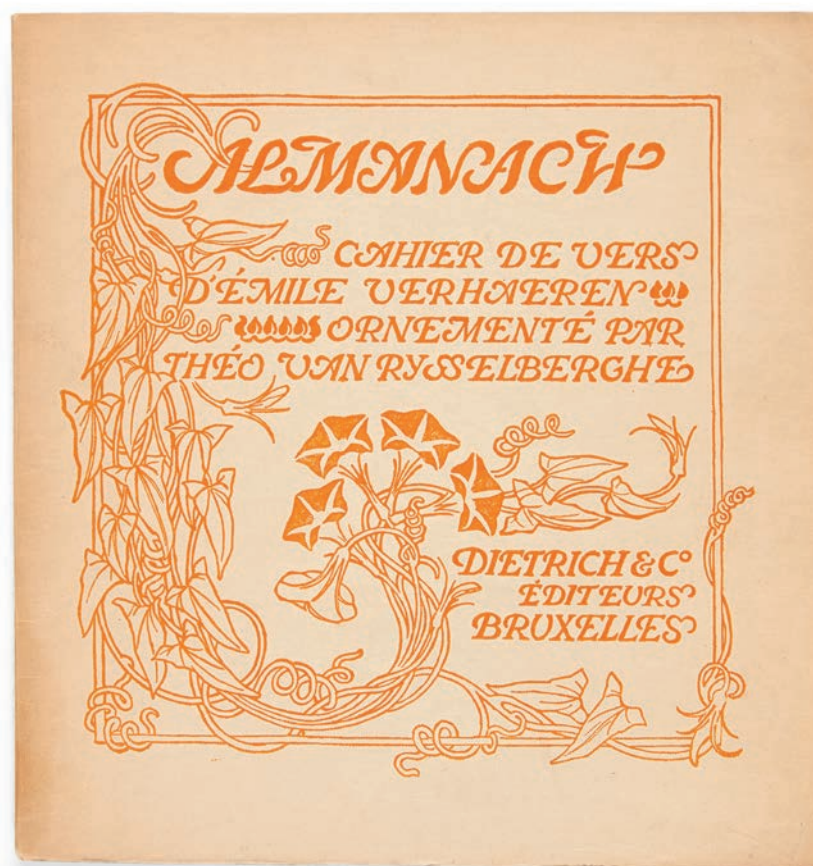 ALMANACH
CAHIER DE VERS
D'ÉMILE VERHAEREN
ORNEMENTÉ PAR
THÉO VAN RYSSELBERGHE
DIETRICH & Cº
ÉDITEURS
BRUXELLES